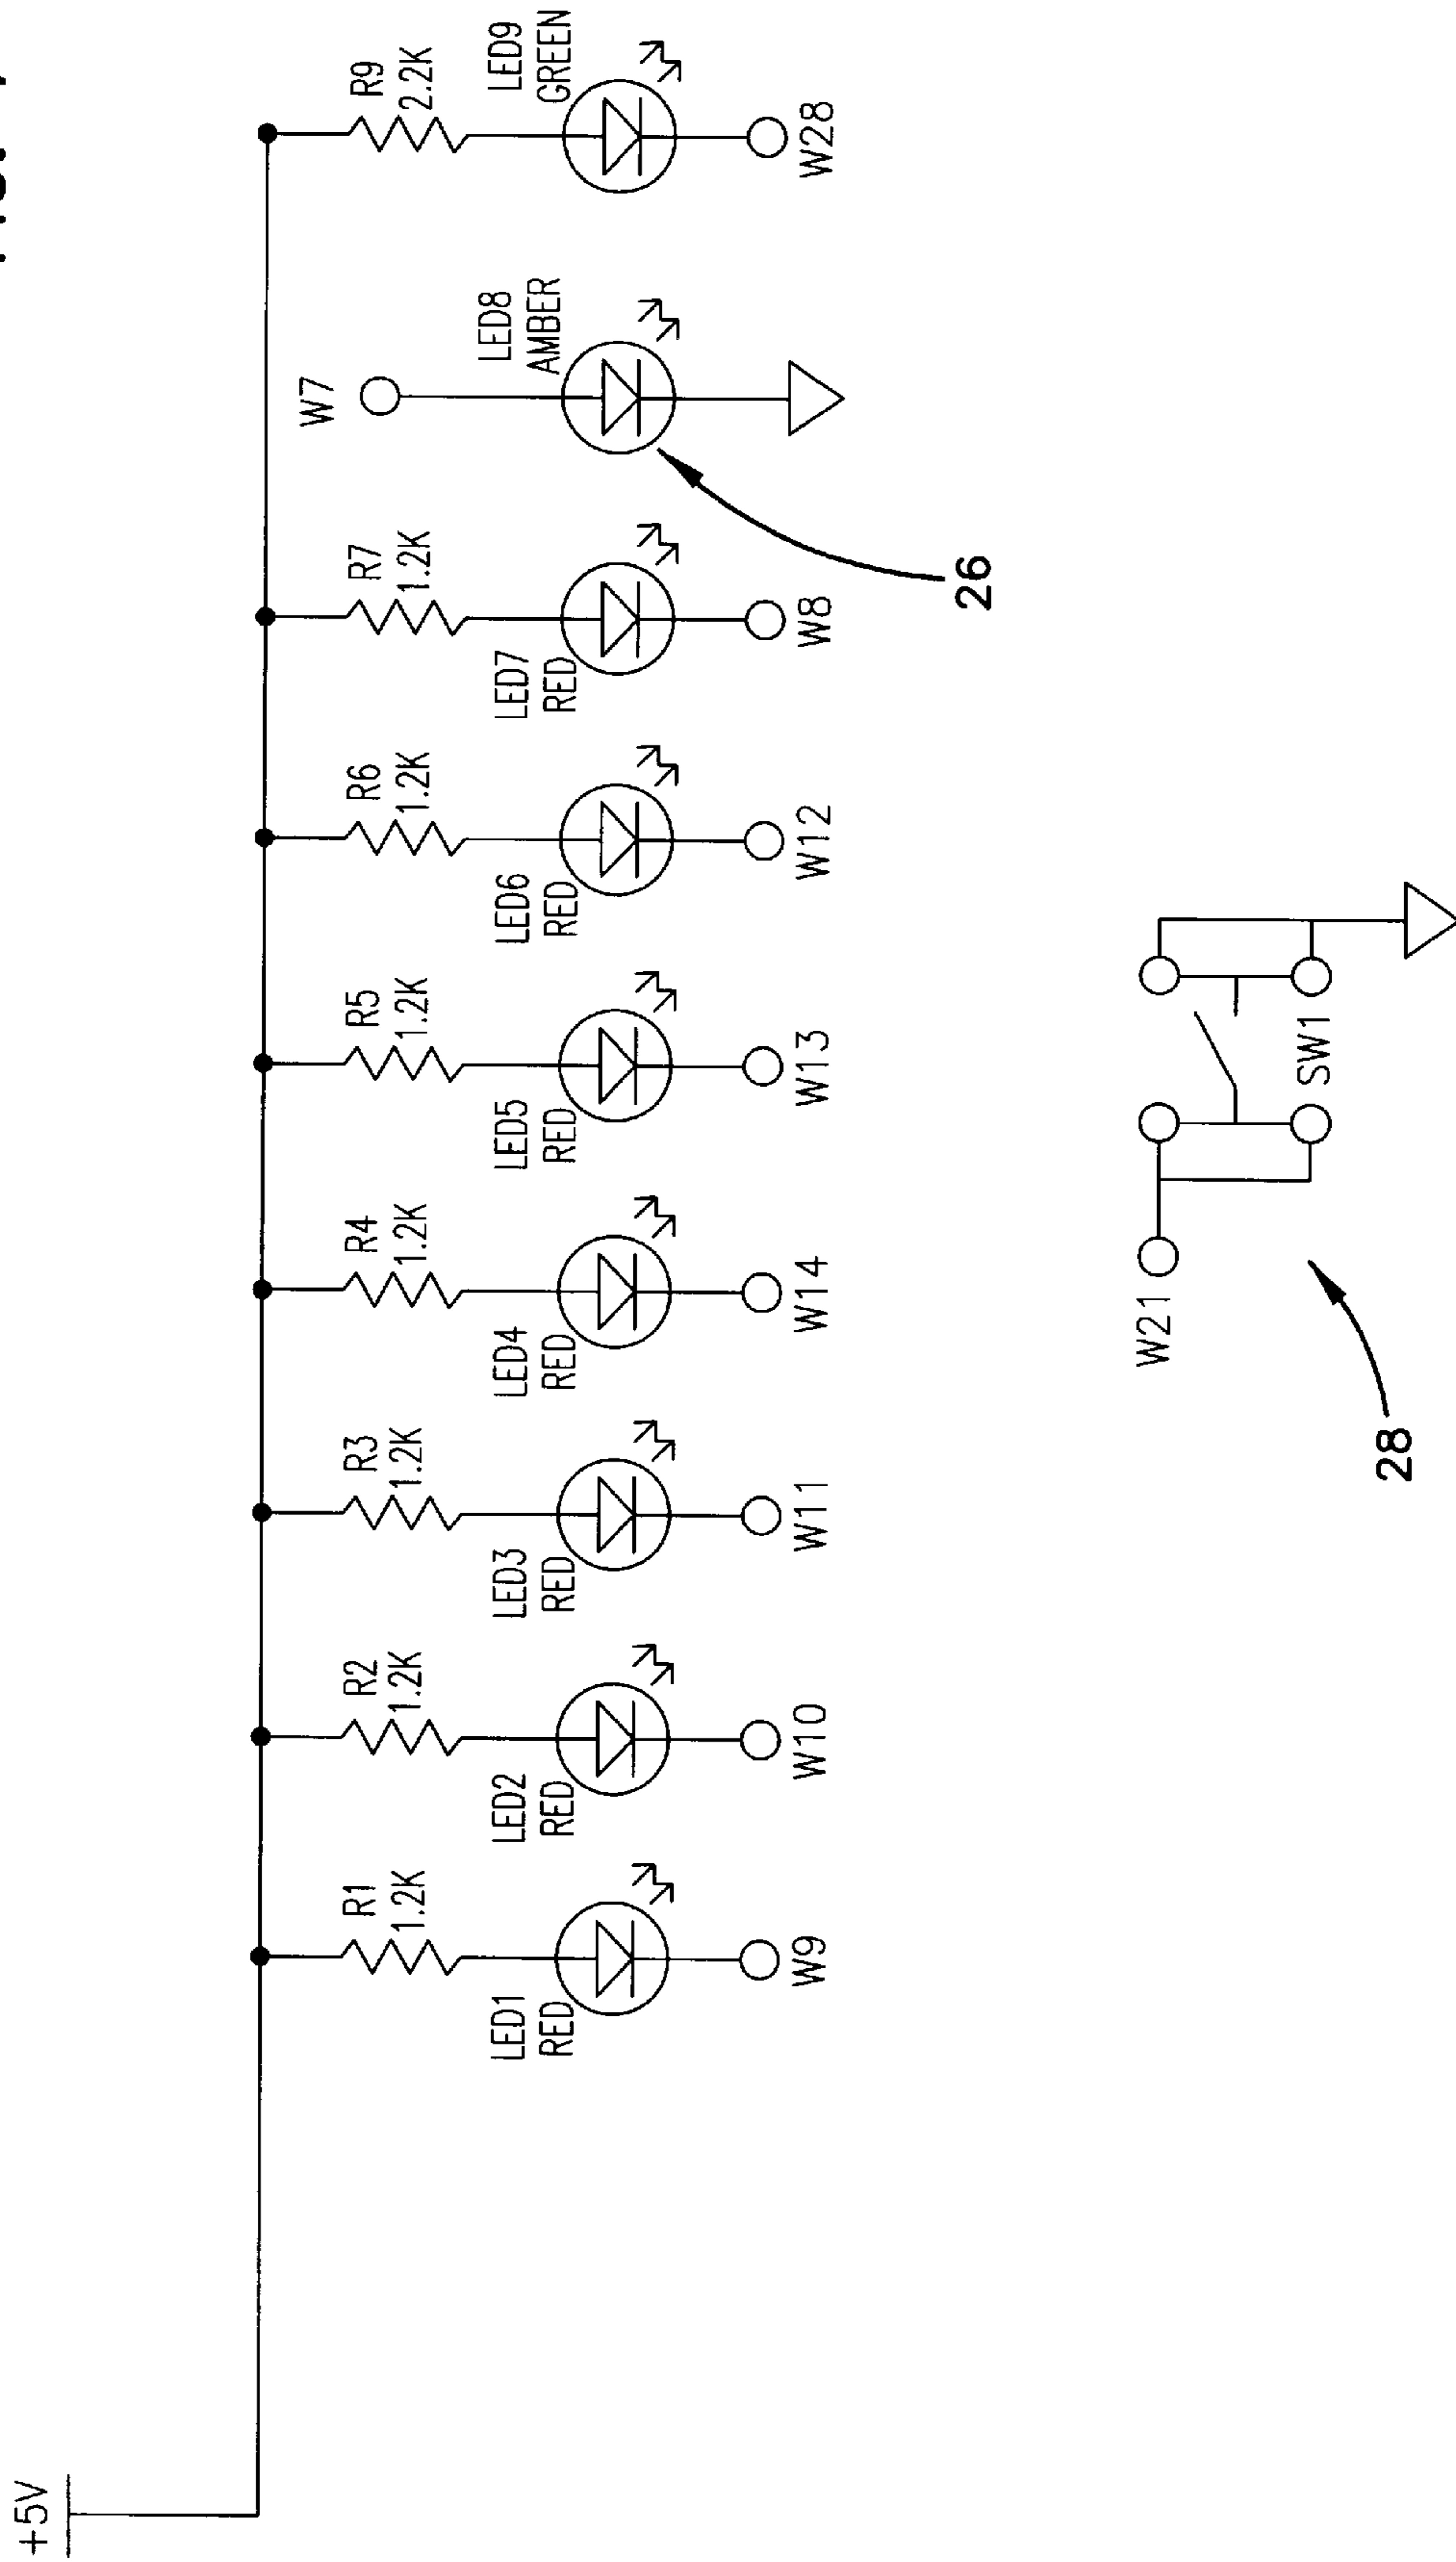 +5V
R1
1.2K
LED1
RED
W9
R2
1.2K
LED2
RED
W10
R3
1.2K
LED3
RED
W11
R4
1.2K
LED4
RED
W14
R5
1.2K
LED5
RED
W13
R6
1.2K
LED6
RED
W12
R7
1.2K
LED7
RED
W8
W7
LED8
AMBER
26
R9
2.2K
LED9
GREEN
W28
W21
SW1
28